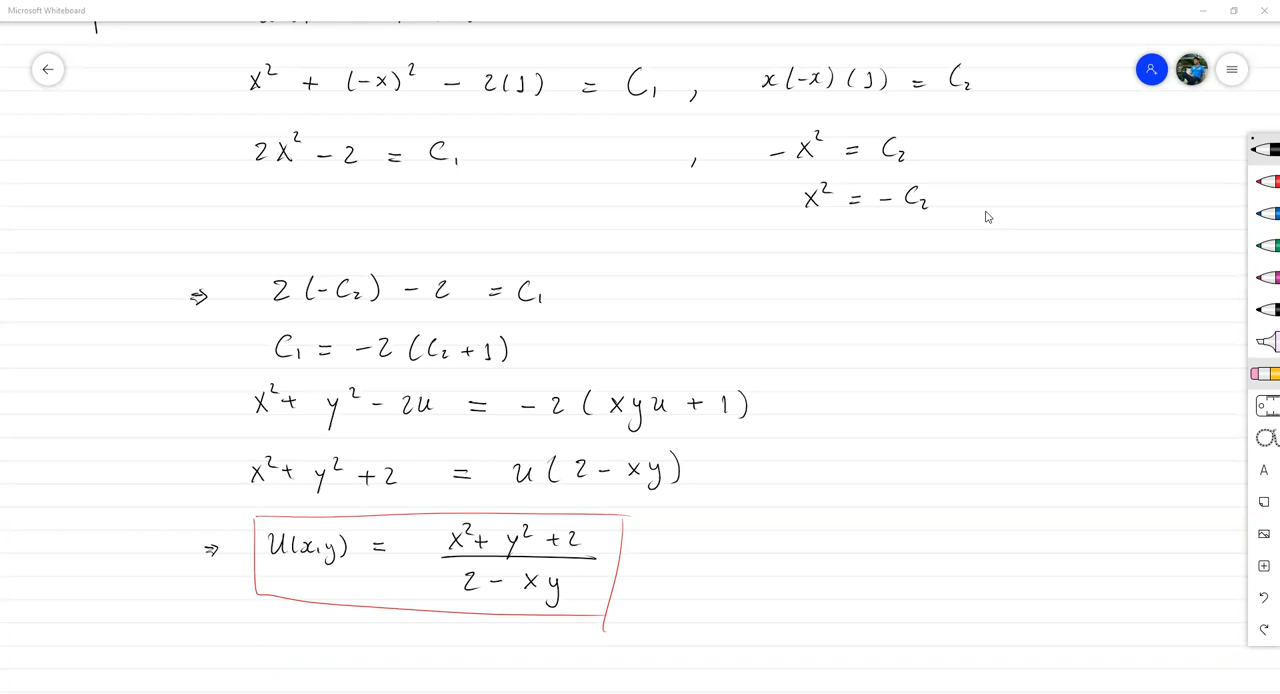 Microsoft Whiteboard
x² + (-x)² - 2(1) = C₁ , x(-x)(1) = C₂
2x² - 2 = C₁ , - x² = C₂
x² = - C₂
⇒ 2(-C₂) - 2 = C₁
C₁ = -2(C₂+1)
x² + y² - 2u = -2(xyu + 1)
x² + y² + 2 = u(2 - xy)
⇒ U(x,y) = x² + y² + 2
2 - xy
A